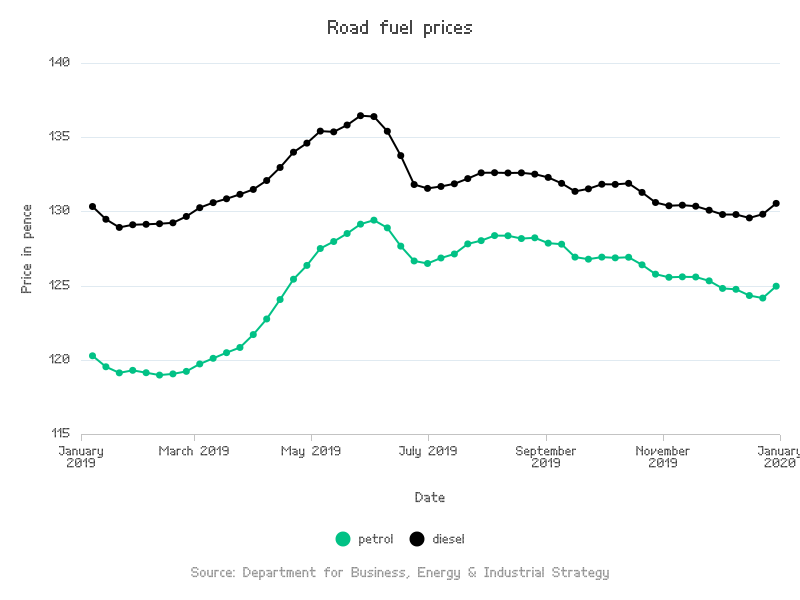 Road fuel prices
140
135
130
125
120
115
Price in pence
January
2019
March 2019
May 2019
July 2019
September
2019
November
2019
January
2020
Date
petrol
diesel
Source: Department for Business, Energy & Industrial Strategy